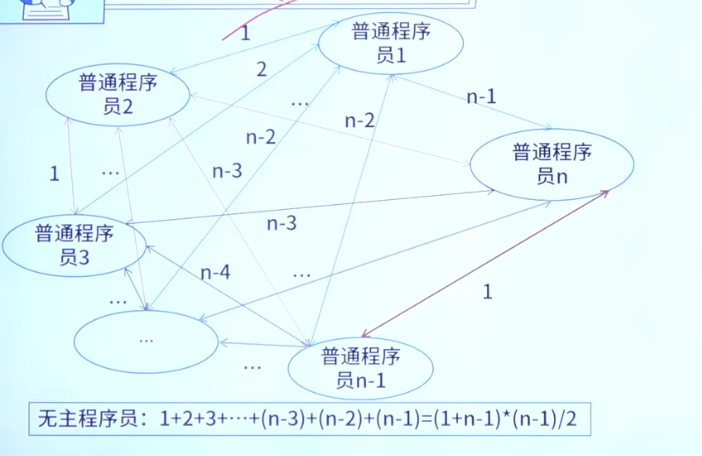 1
普通程序
员1
2
普通程序
员2
…
n-1
n-2
n-2
普通程序
员n
1
…
n-3
n-3
普通程序
员3
n-4
…
…
1
…
…
普通程序
员n-1
无主程序员：1+2+3+…+(n-3)+(n-2)+(n-1)=(1+n-1)*(n-1)/2